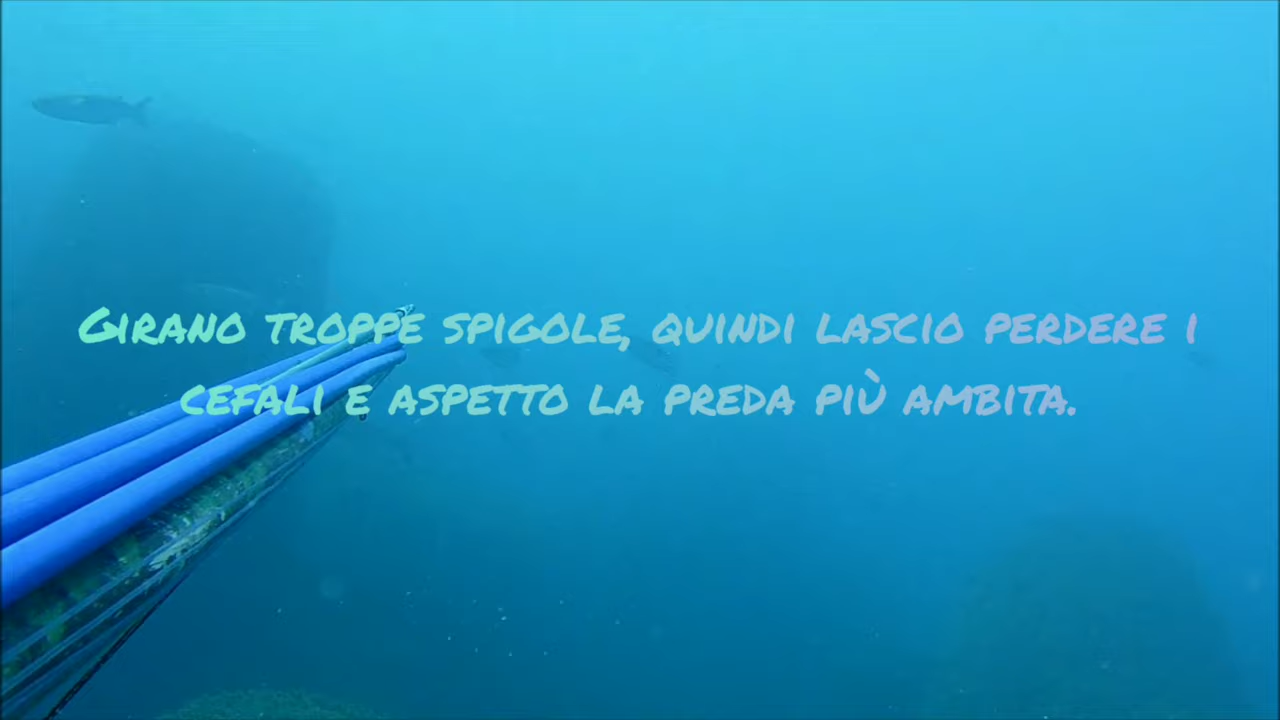 Girano troppe spigole, quindi lascio perdere i
cefali e aspetto la preda più ambita.